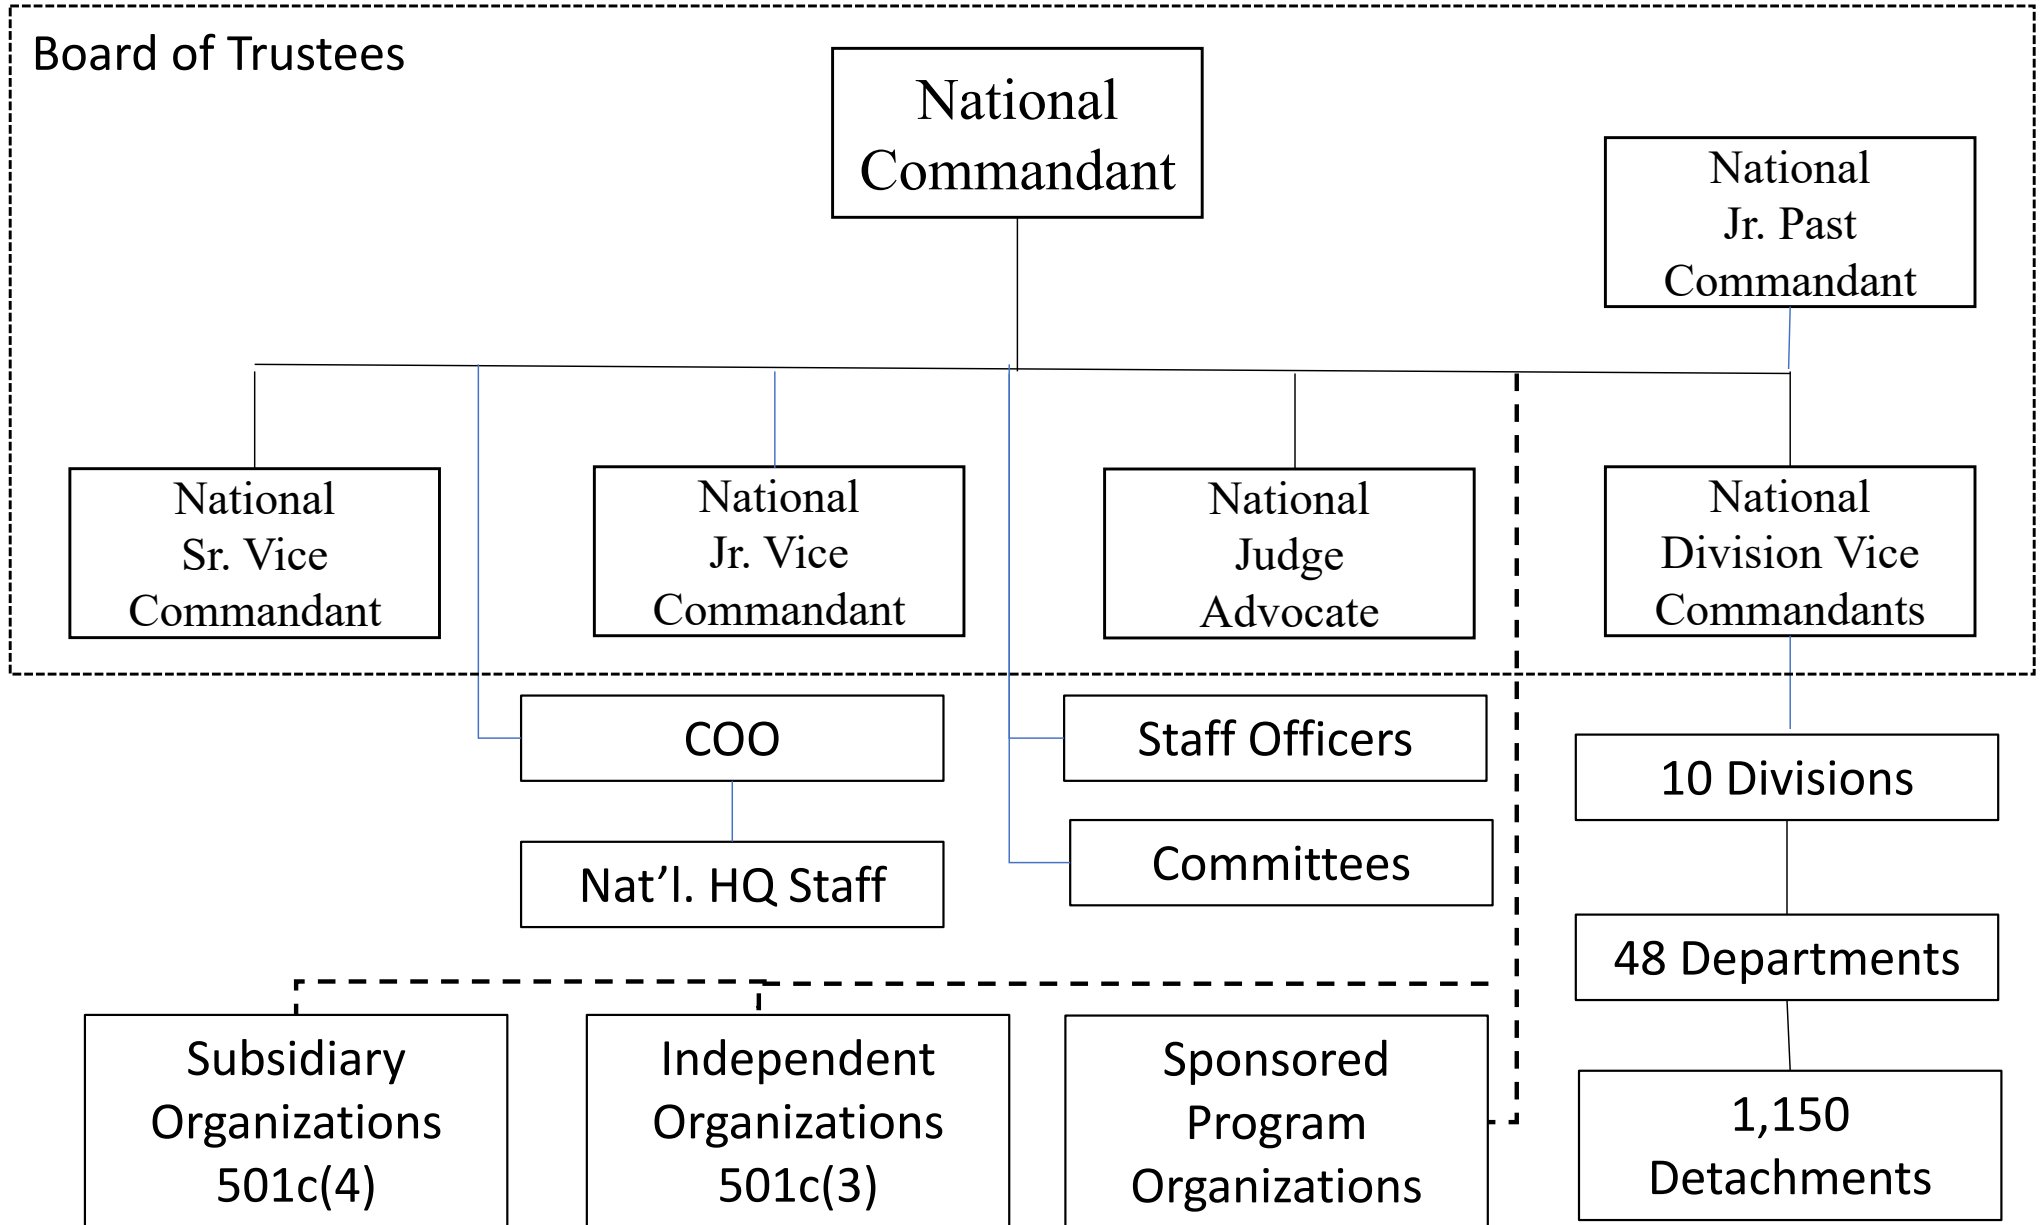 Board of Trustees
National
Commandant
National
Jr. Past
Commandant
National
Sr. Vice
Commandant
National
Jr. Vice
Commandant
National
Judge
Advocate
National
Division Vice
Commandants
COO
Staff Officers
10 Divisions
Nat’l. HQ Staff
Committees
48 Departments
Subsidiary
Organizations
501c(4)
Independent
Organizations
501c(3)
Sponsored
Program
Organizations
1,150
Detachments